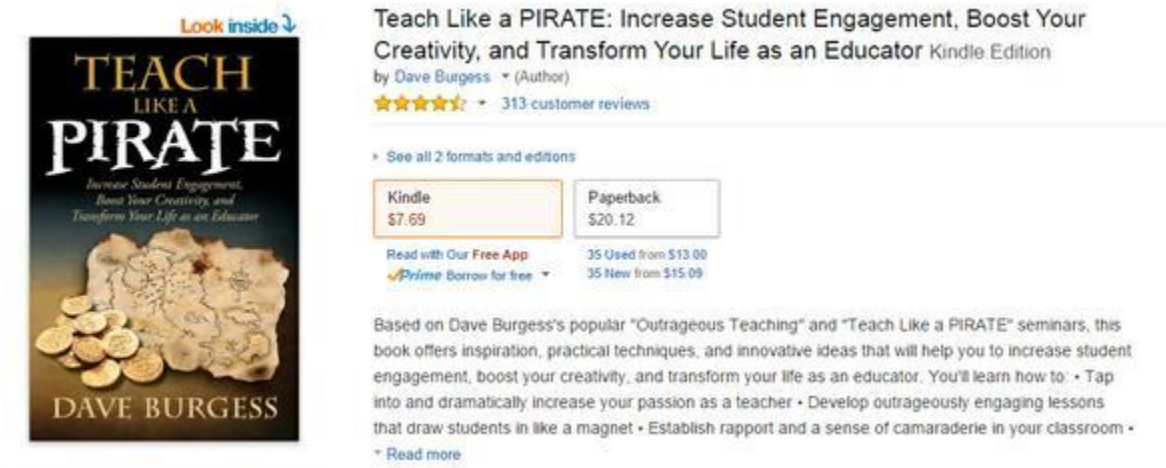 Look inside
TEACH
LIKE A
PIRATE
Increase Student Engagement,
Boost Your Creativity, and
Transform Your Life as an Educator
DAVE BURGESS
Teach Like a PIRATE: Increase Student Engagement, Boost Your
Creativity, and Transform Your Life as an Educator Kindle Edition
by Dave Burgess (Author)
313 customer reviews
See all 2 formats and editions
Kindle
$7.69
Read with Our Free App
Prime Borrow for free
Paperback
$20.12
35 Used from $13.00
35 New from $15.09
Based on Dave Burgess's popular "Outrageous Teaching" and "Teach Like a PIRATE" seminars, this
book offers inspiration, practical techniques, and innovative ideas that will help you to increase student
engagement, boost your creativity, and transform your life as an educator. You'll learn how to: • Tap
into and dramatically increase your passion as a teacher • Develop outrageously engaging lessons
that draw students in like a magnet • Establish rapport and a sense of camaraderie in your classroom •
Read more